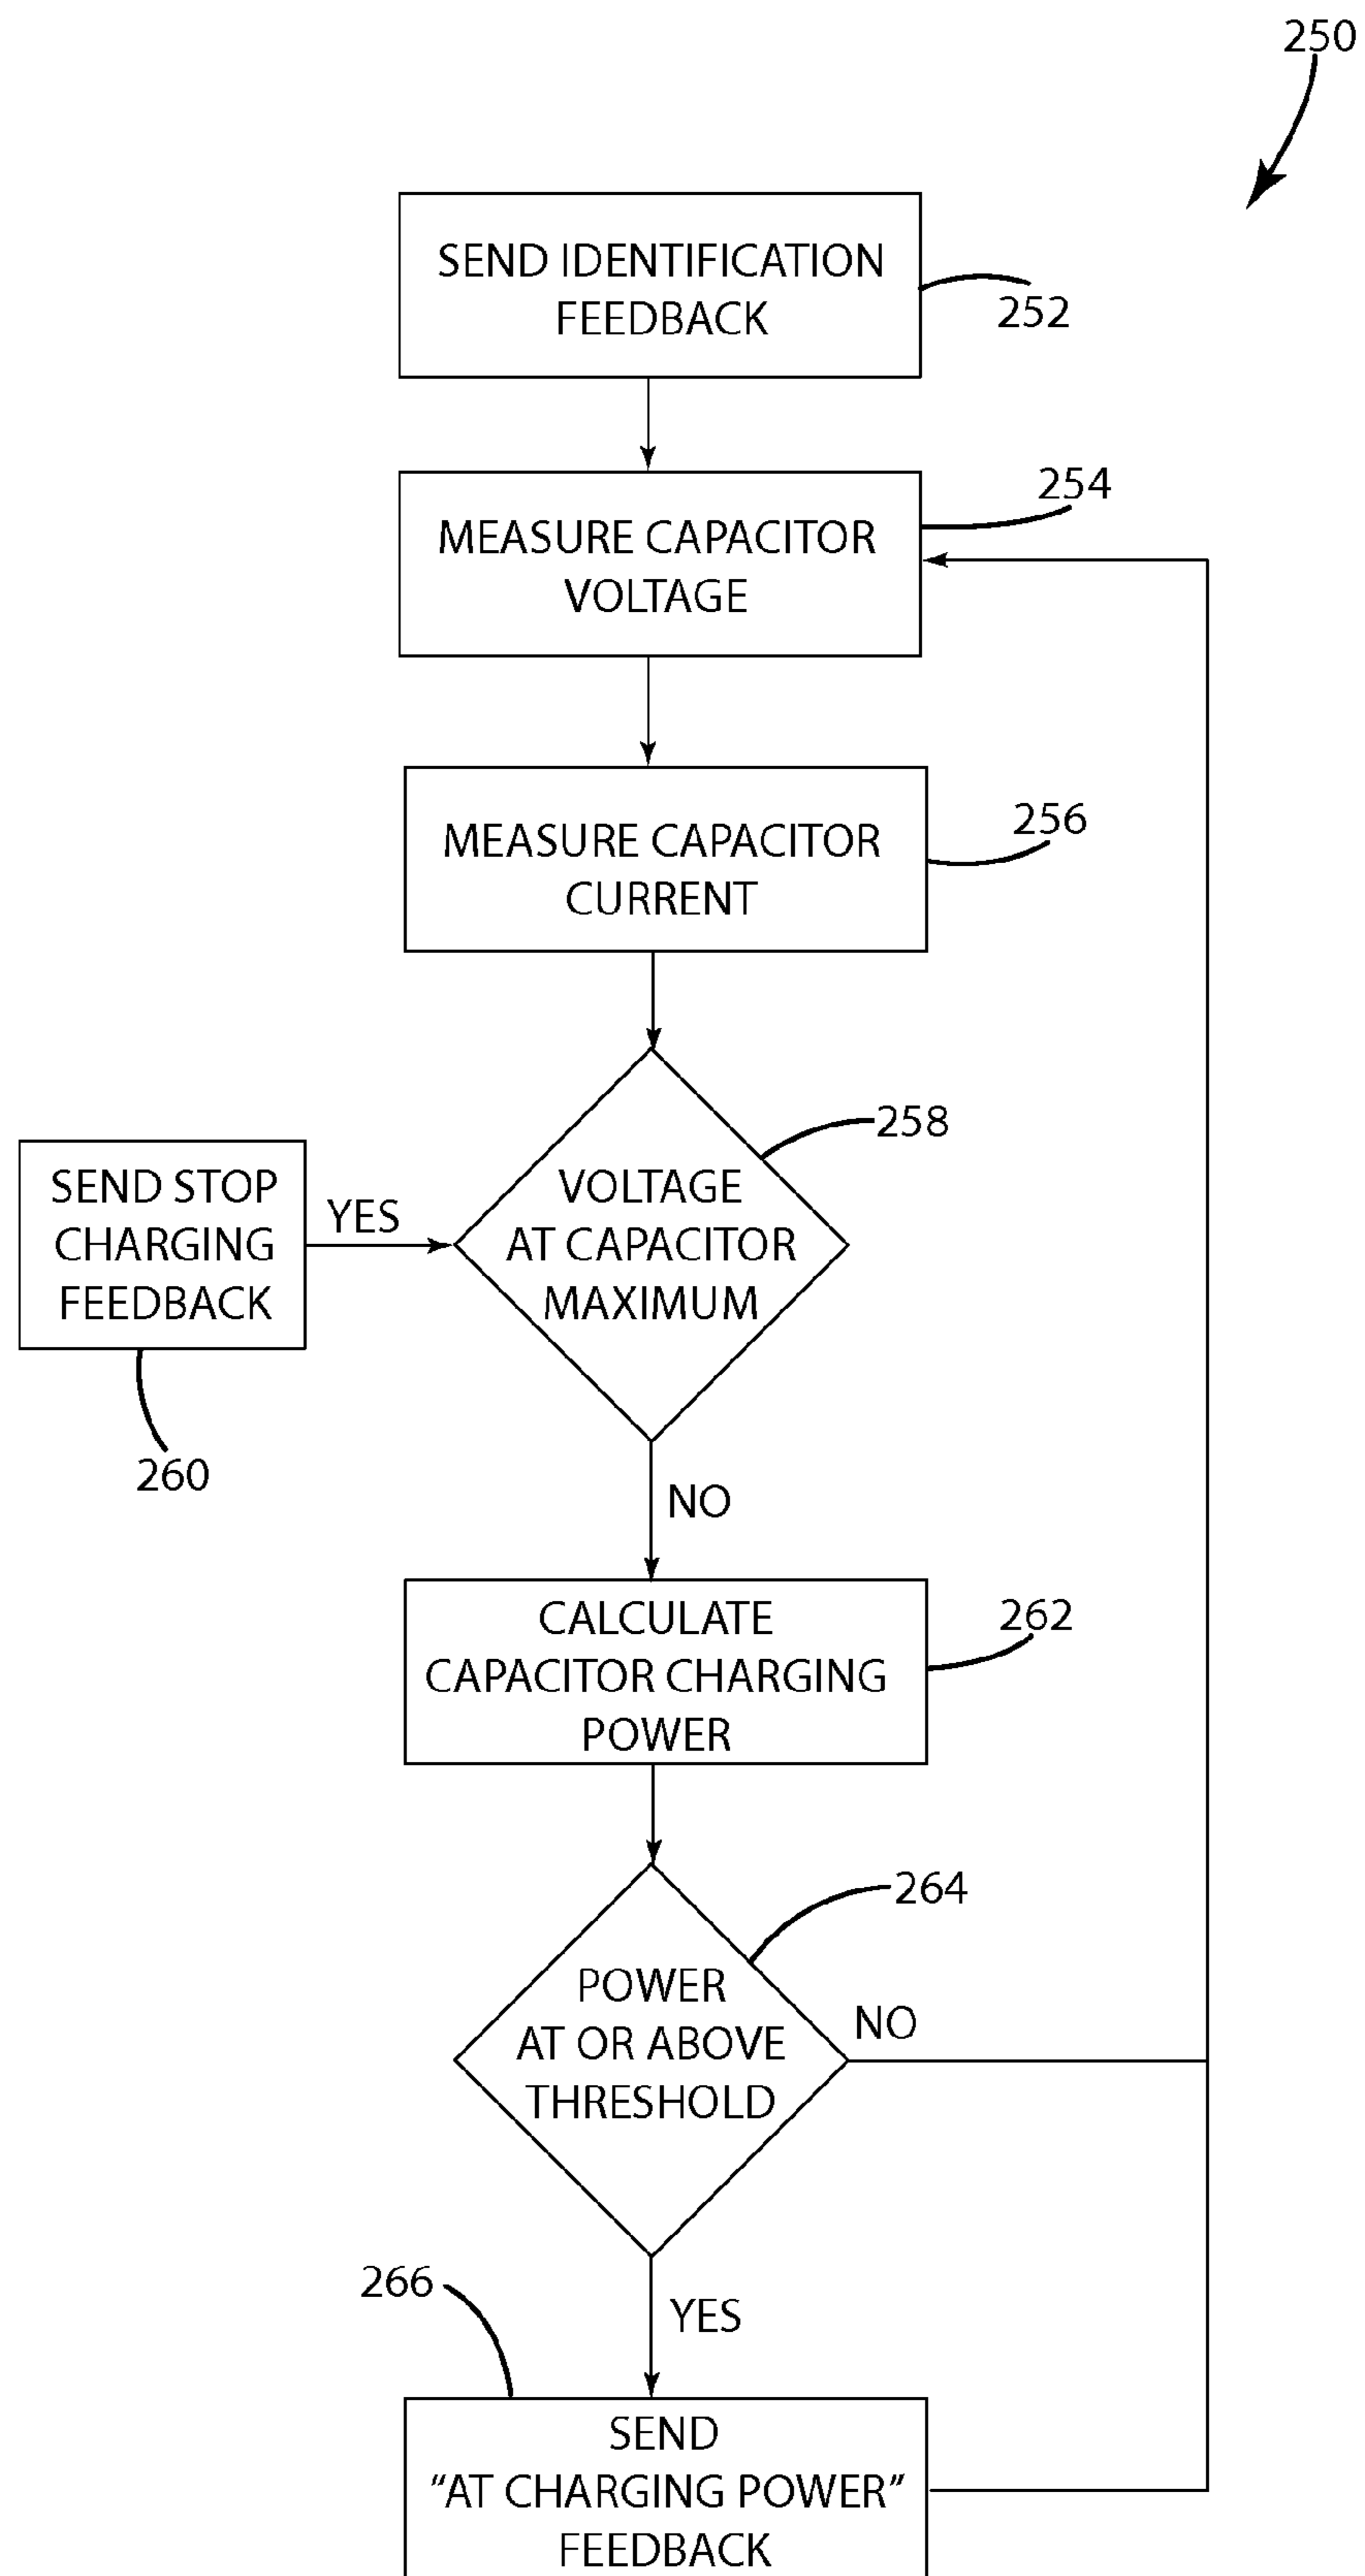 250
SEND IDENTIFICATION
FEEDBACK
252
254
MEASURE CAPACITOR
VOLTAGE
256
MEASURE CAPACITOR
CURRENT
258
SEND STOP
CHARGING
FEEDBACK
YES
VOLTAGE
AT CAPACITOR
MAXIMUM
260
NO
262
CALCULATE
CAPACITOR CHARGING
POWER
264
POWER
AT OR ABOVE
THRESHOLD
NO
266
YES
SEND
"AT CHARGING POWER"
FEEDBACK